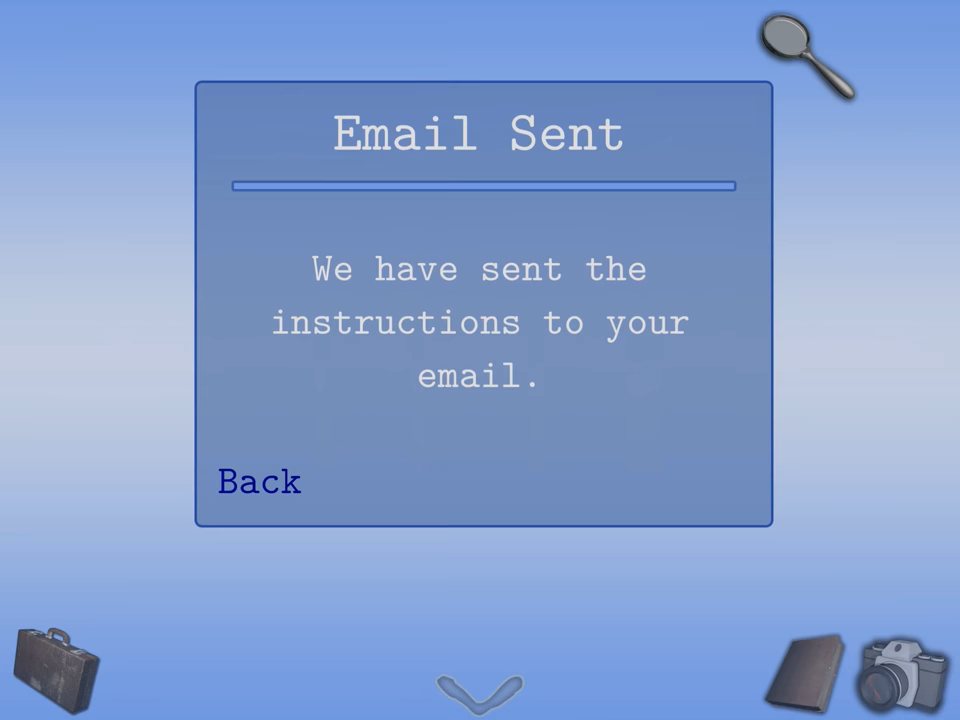 Email Sent
We have sent the
instructions to your
email.
Back